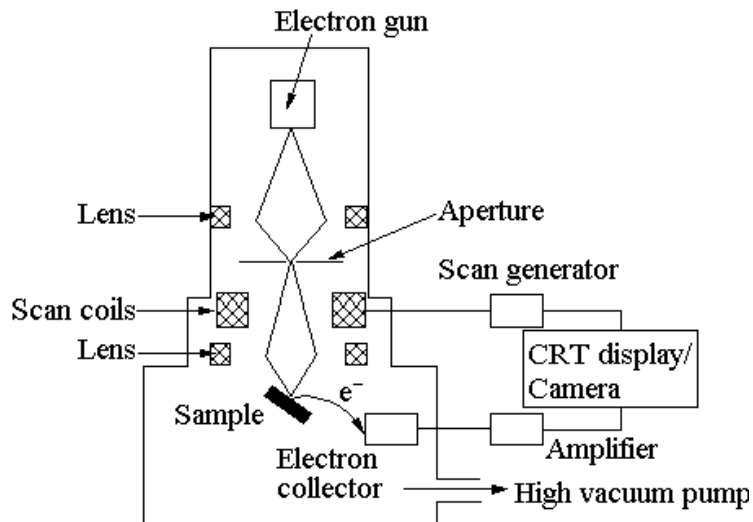 Electron gun
Lens
Aperture
Scan generator
Scan coils
Lens
CRT display/
Camera
e⁻
Sample
Amplifier
Electron
collector
High vacuum pump